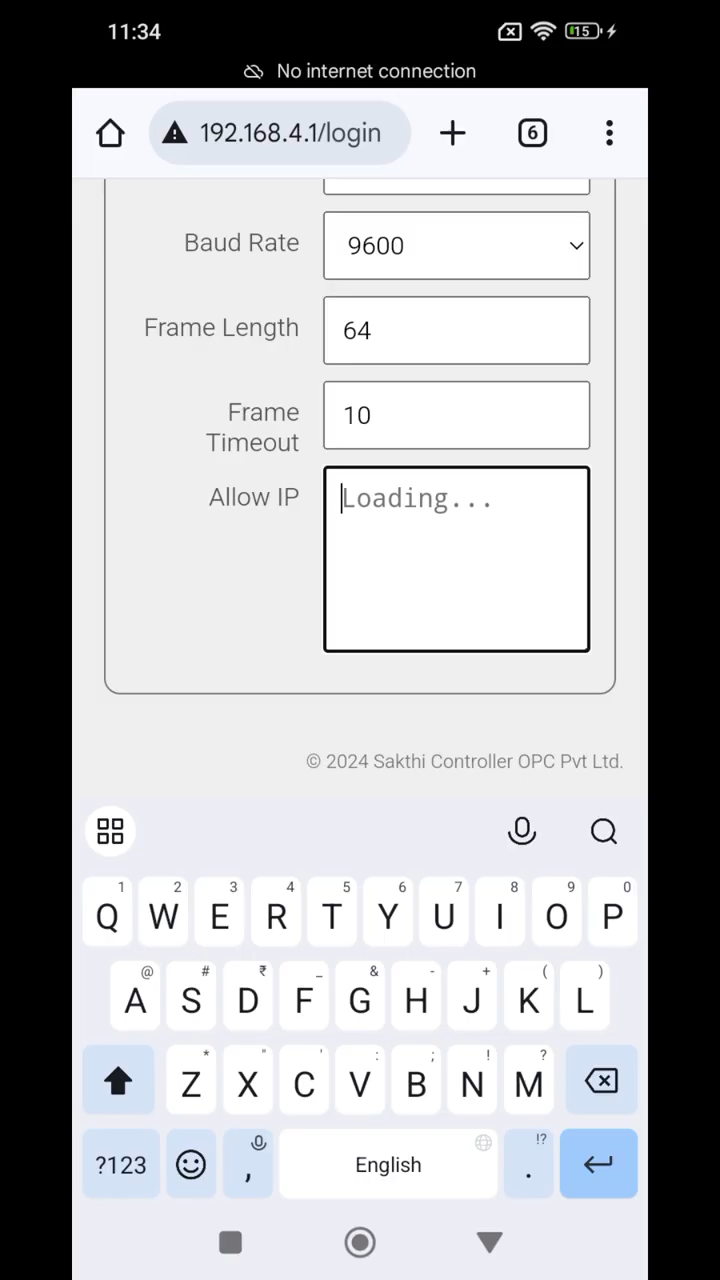 11:34
15
No internet connection
192.168.4.1/login
6
Baud Rate
9600
Frame Length
64
Frame
Timeout
10
Allow IP
Loading...
© 2024 Sakthi Controller OPC Pvt Ltd.
1 2 3 4 5 6 7 8 9 0
Q W E R T Y U I O P
@ # ₹ _ & - + ( )
A S D F G H J K L
* " ' : ; ! ?
Z X C V B N M
!?
?123 , English .